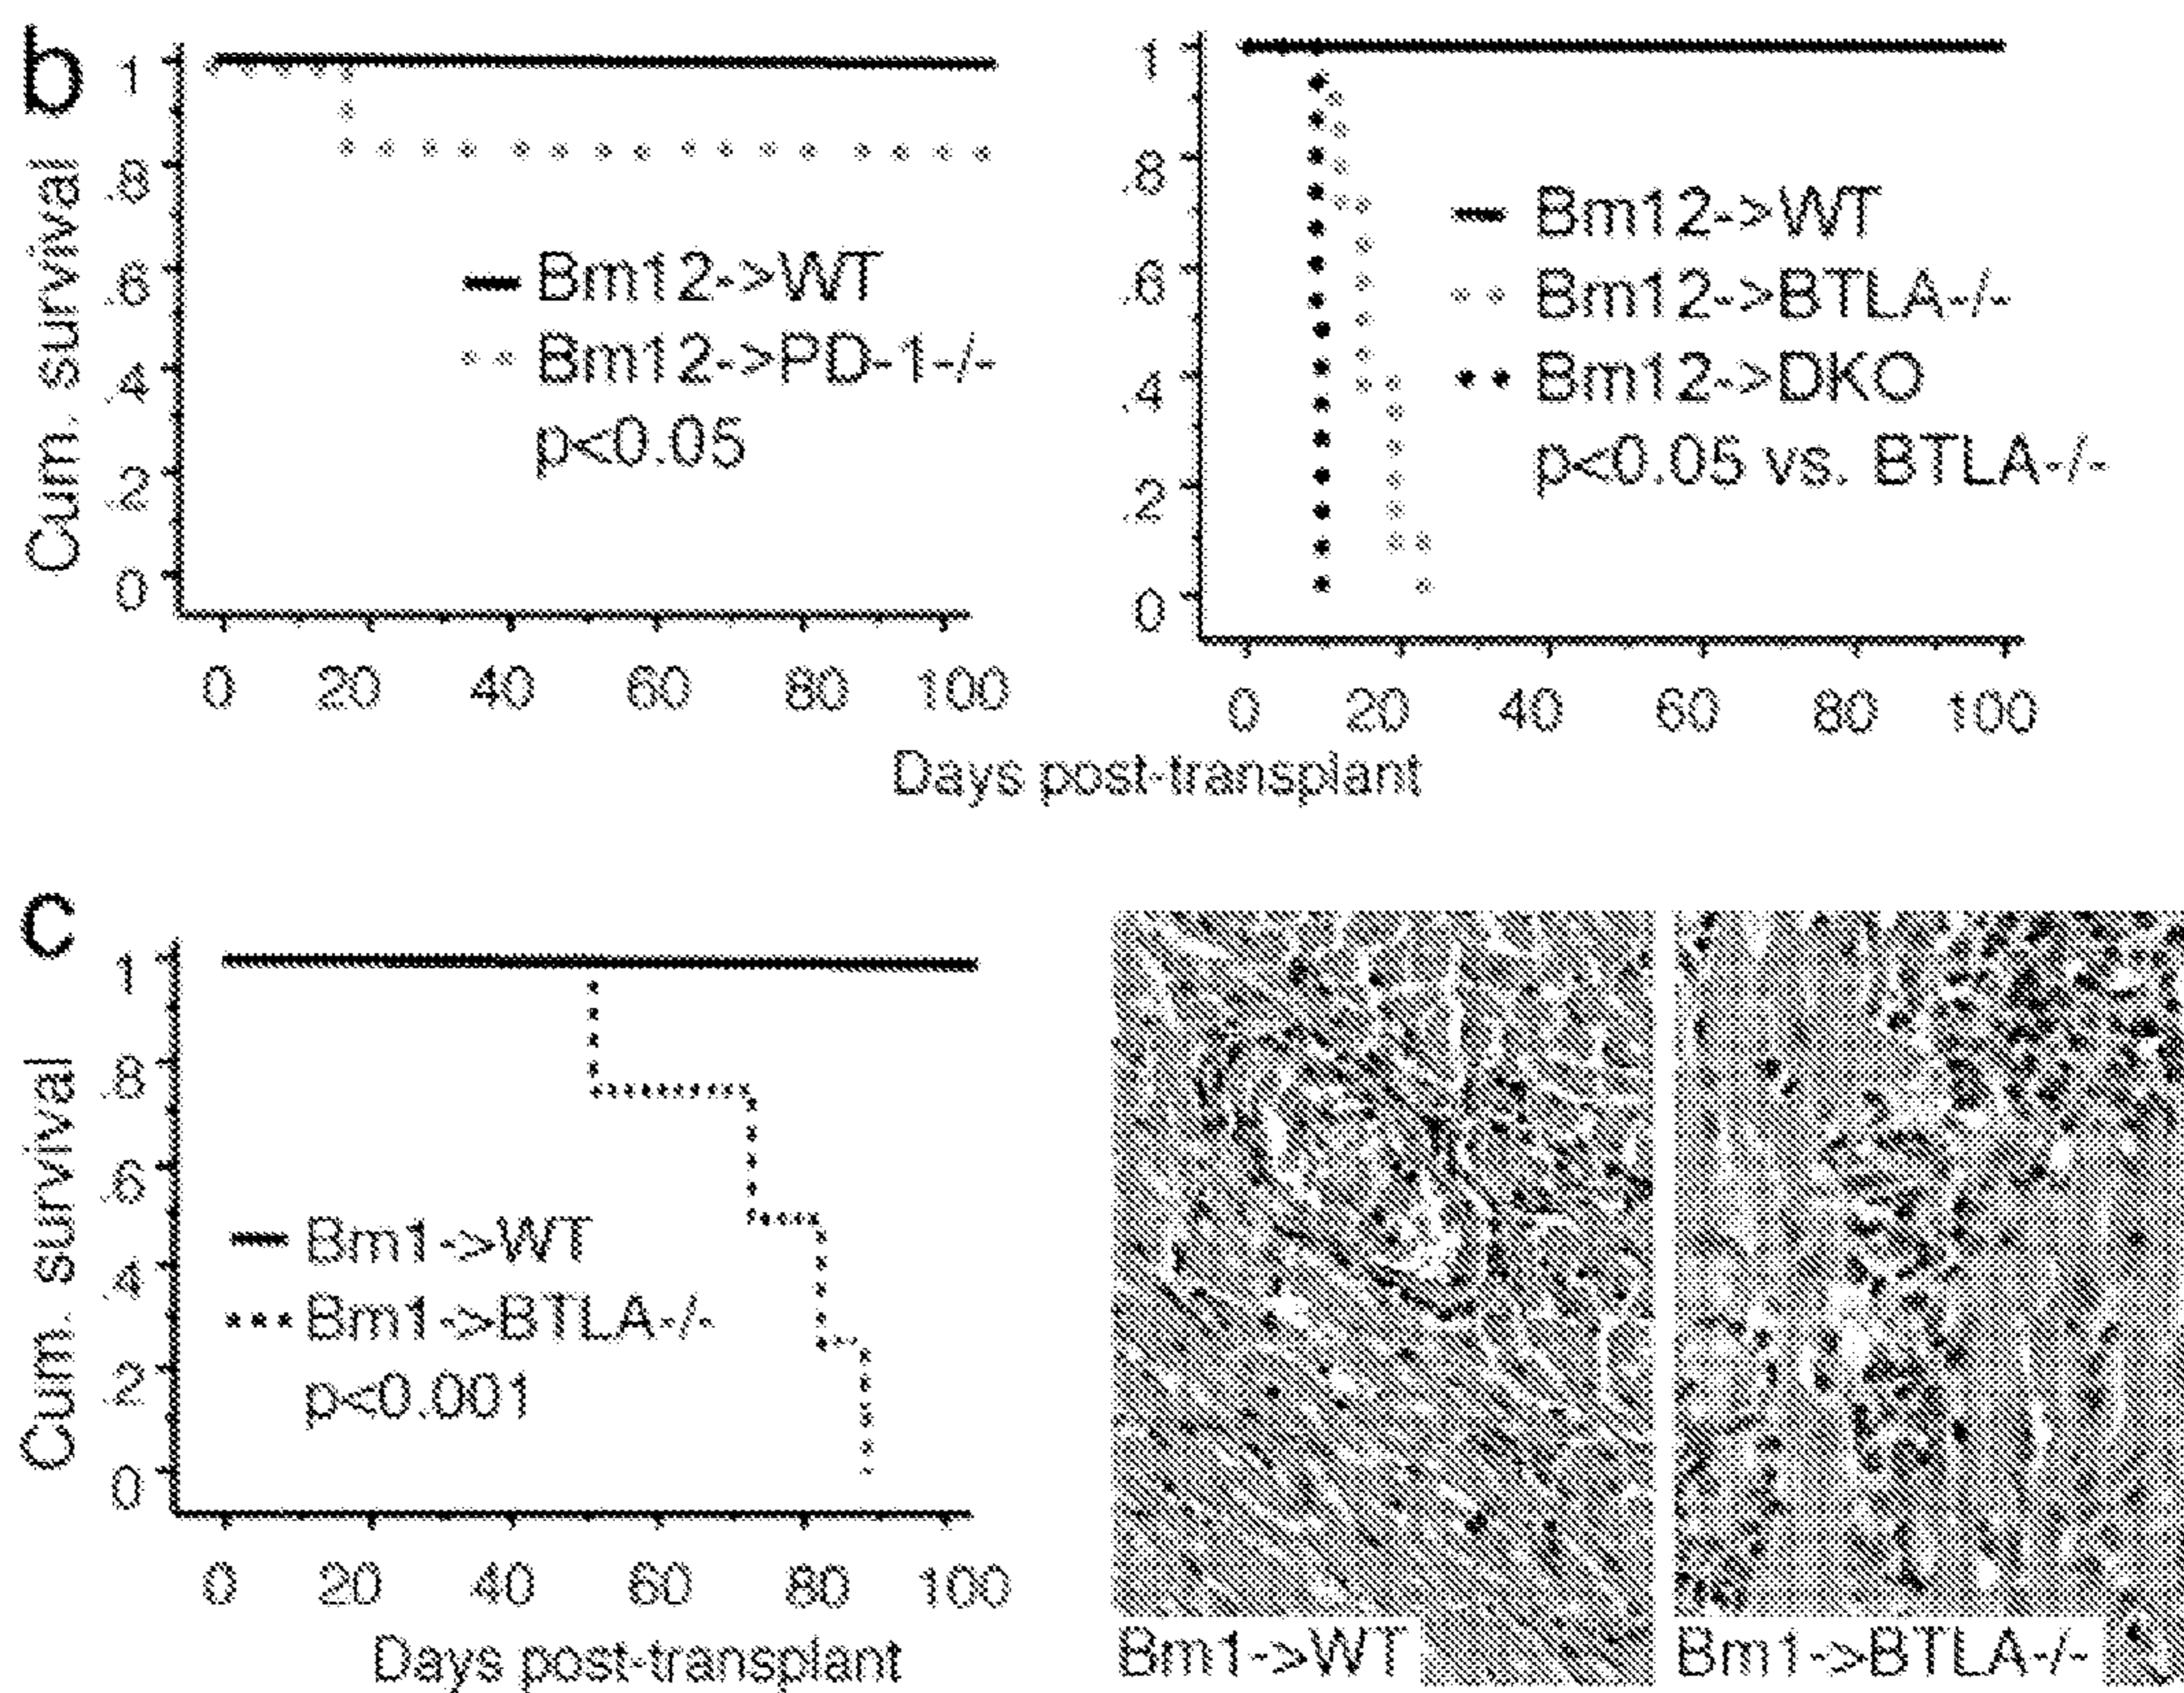 b
Cum. survival
1
.8
.6
.4
.2
0
Bm12->WT
Bm12->PD-1-/-
p<0.05
0 20 40 60 80 100
1
.8
.6
.4
.2
0
Bm12->WT
Bm12->BTLA-/-
Bm12->DKO
p<0.05 vs. BTLA-/-
0 20 40 60 80 100
Days post-transplant
c
Cum. survival
1
.8
.6
.4
.2
0
Bm1->WT
Bm1->BTLA-/-
p<0.001
0 20 40 60 80 100
Days post-transplant
Bm1->WT
Bm1->BTLA-/-